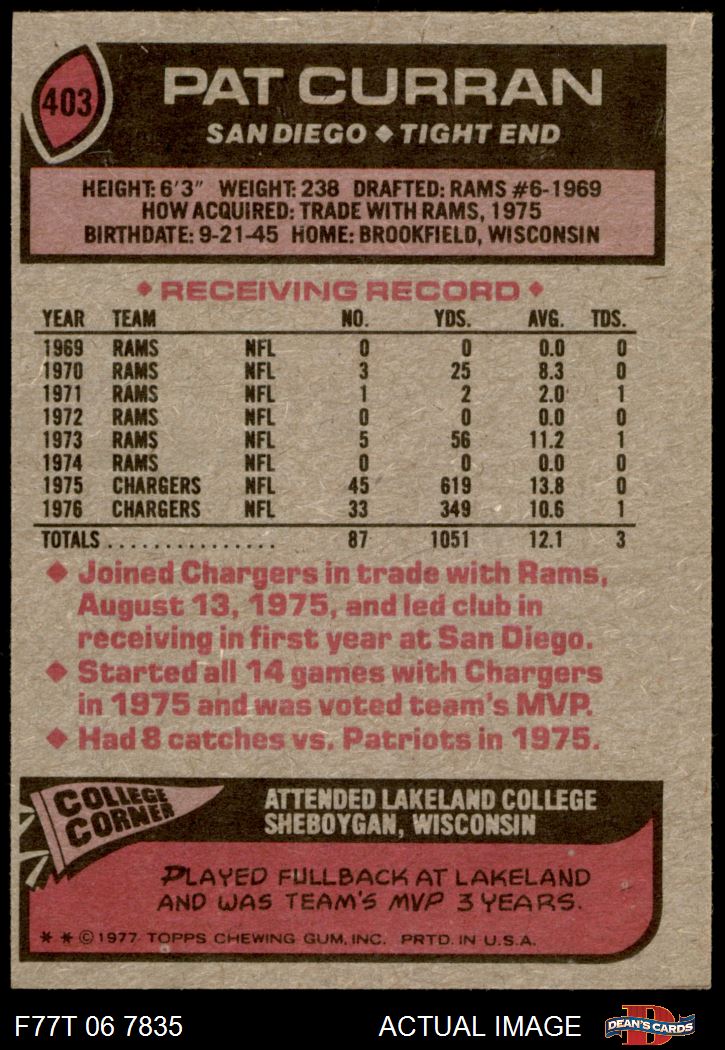 403
PAT CURRAN
SAN DIEGO ◆ TIGHT END
HEIGHT: 6'3" WEIGHT: 238 DRAFTED: RAMS #6-1969
HOW ACQUIRED: TRADE WITH RAMS, 1975
BIRTHDATE: 9-21-45 HOME: BROOKFIELD, WISCONSIN
◆ RECEIVING RECORD ◆
YEAR TEAM NO. YDS. AVG. TDS.
1969 RAMS NFL 0 0 0.0 0
1970 RAMS NFL 3 25 8.3 0
1971 RAMS NFL 1 2 2.0 1
1972 RAMS NFL 0 0 0.0 0
1973 RAMS NFL 5 56 11.2 1
1974 RAMS NFL 0 0 0.0 0
1975 CHARGERS NFL 45 619 13.8 0
1976 CHARGERS NFL 33 349 10.6 1
TOTALS ................ 87 1051 12.1 3
◆ Joined Chargers in trade with Rams,
August 13, 1975, and led club in
receiving in first year at San Diego.
◆ Started all 14 games with Chargers
in 1975 and was voted team's MVP.
◆ Had 8 catches vs. Patriots in 1975.
COLLEGE
CORNER
ATTENDED LAKELAND COLLEGE
SHEBOYGAN, WISCONSIN
PLAYED FULLBACK AT LAKELAND
AND WAS TEAM'S MVP 3 YEARS.
* * © 1977 TOPPS CHEWING GUM, INC. PRTD. IN U.S.A.
F77T 06 7835 ACTUAL IMAGE
DEAN'S CARDS